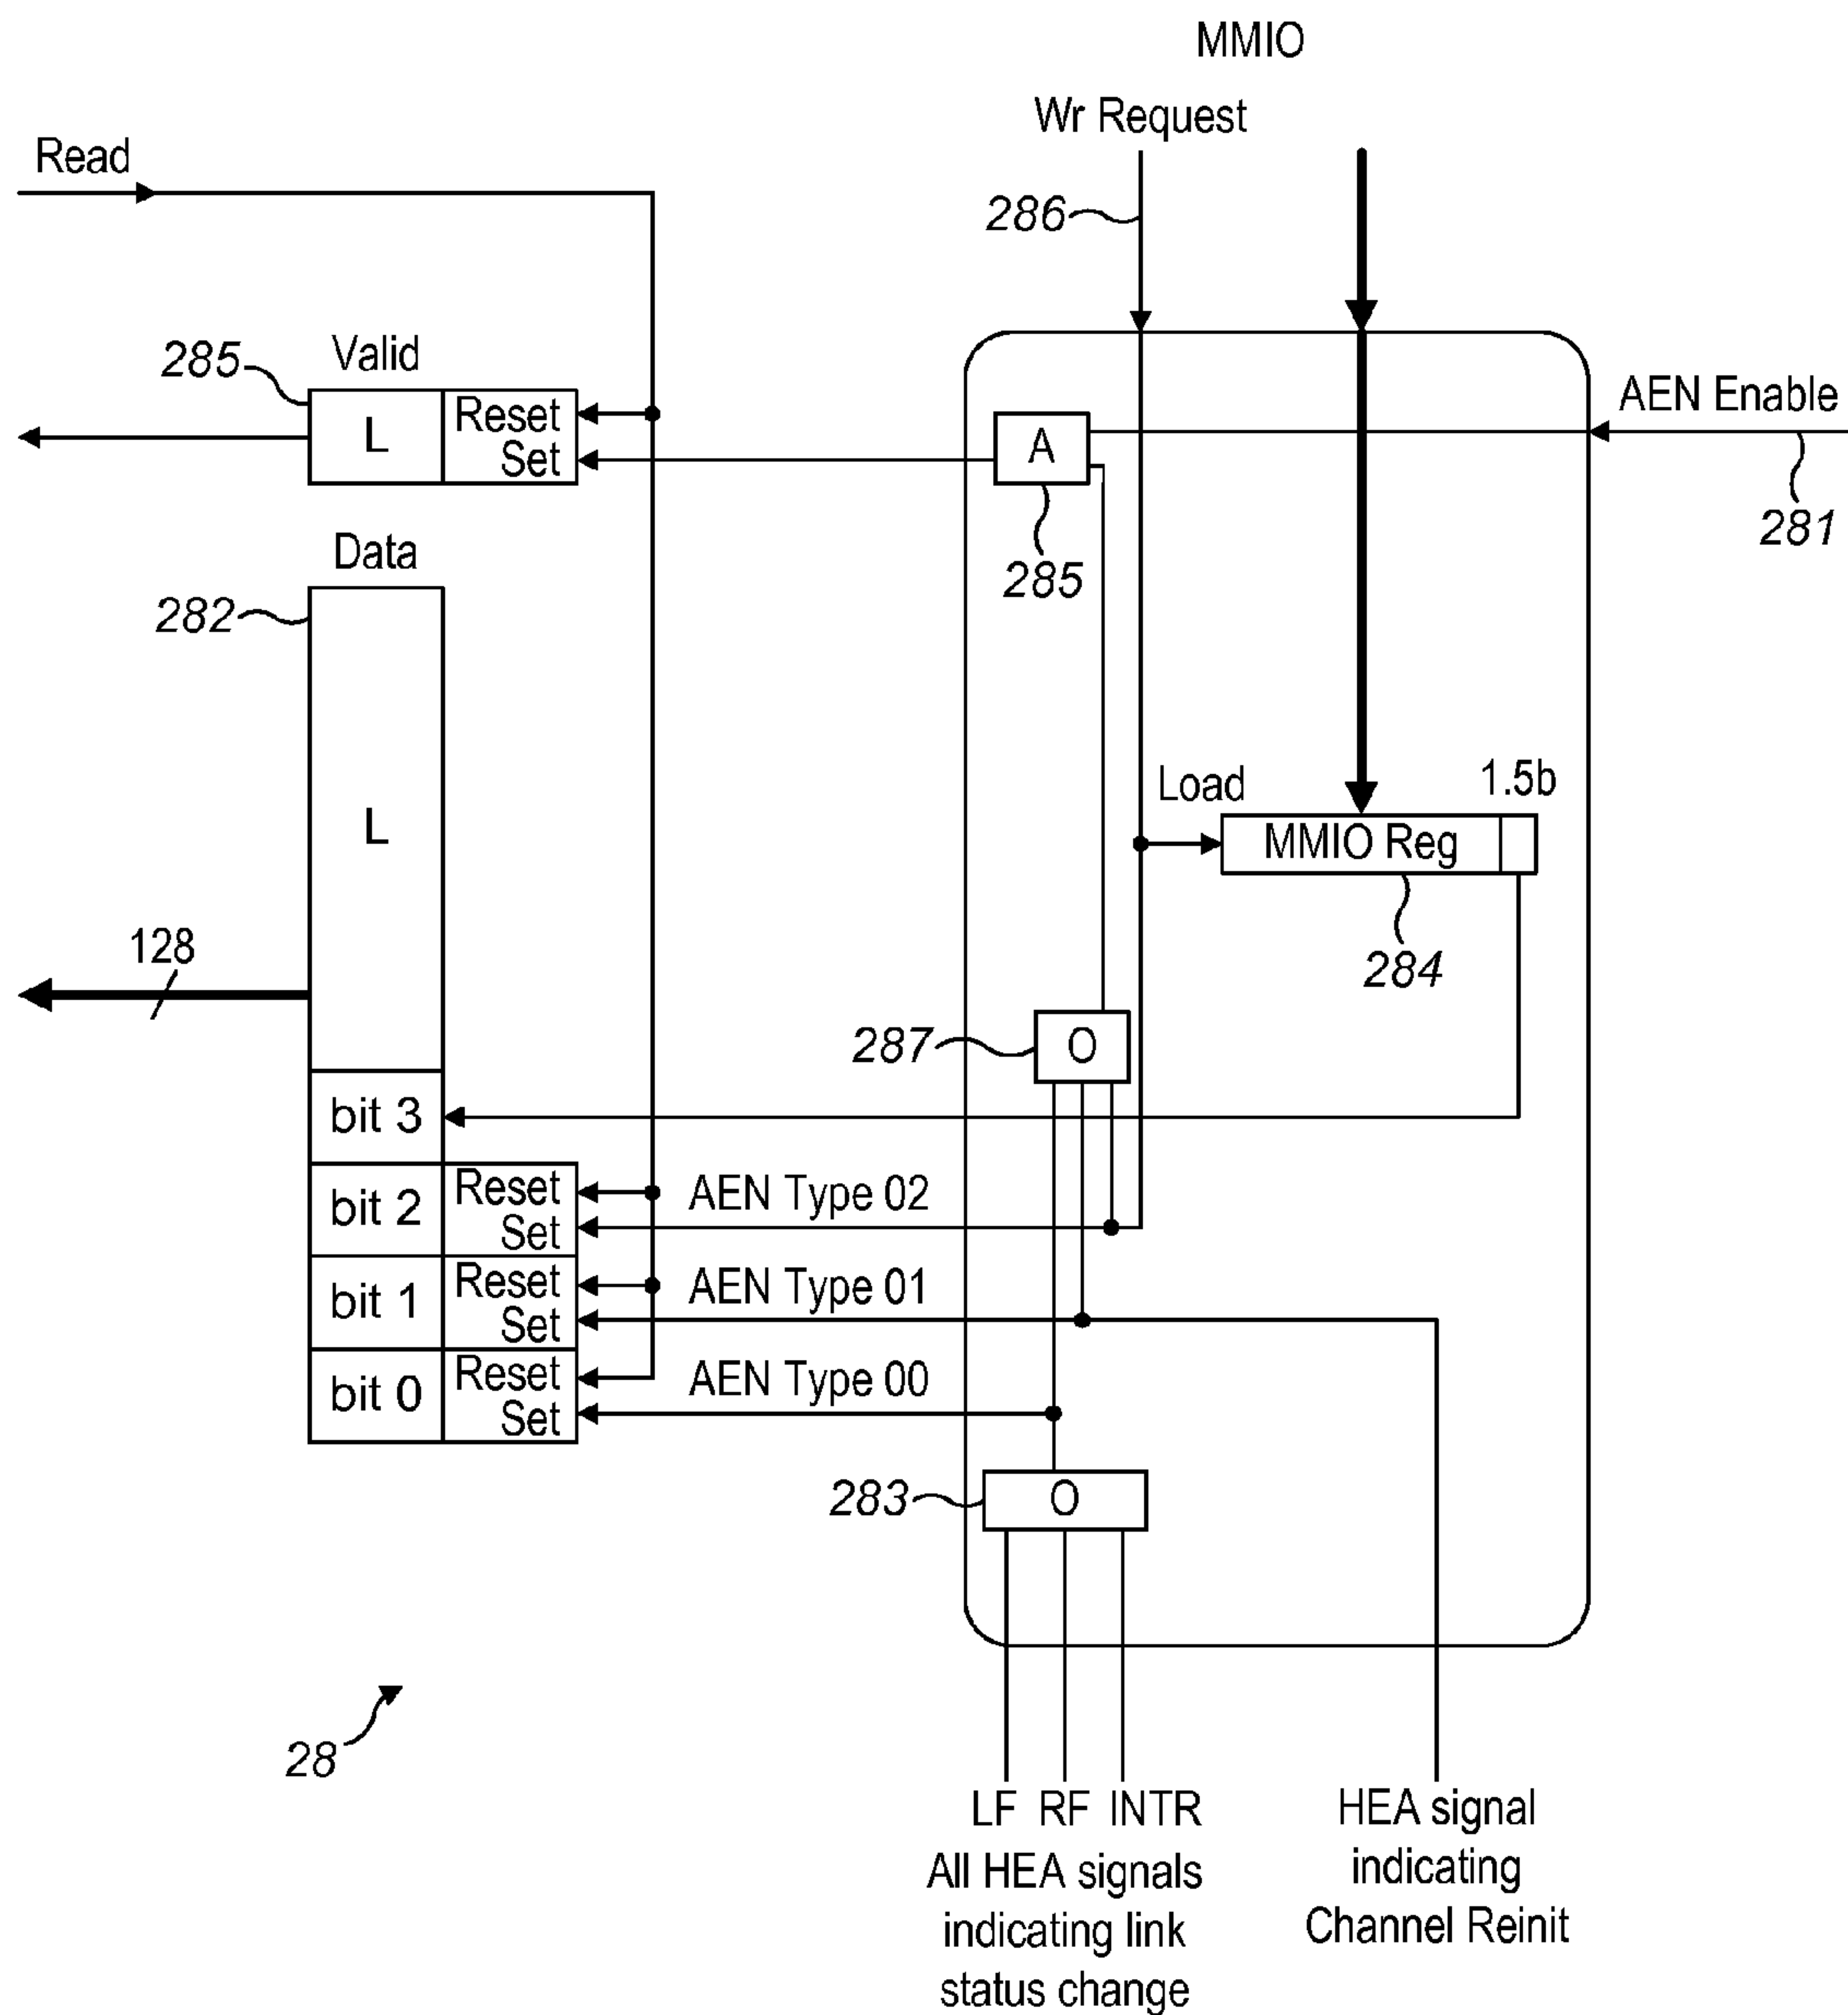 MMIO
Wr Request
Read
286
Valid
285
L
Reset
Set
A
285
AEN Enable
281
Data
282
L
128
Load
1.5b
MMIO Reg
284
287
O
bit 3
bit 2
Reset
Set
AEN Type 02
bit 1
Reset
Set
AEN Type 01
bit 0
Reset
Set
AEN Type 00
283
O
28
LF RF INTR
All HEA signals
indicating link
status change
HEA signal
indicating
Channel Reinit